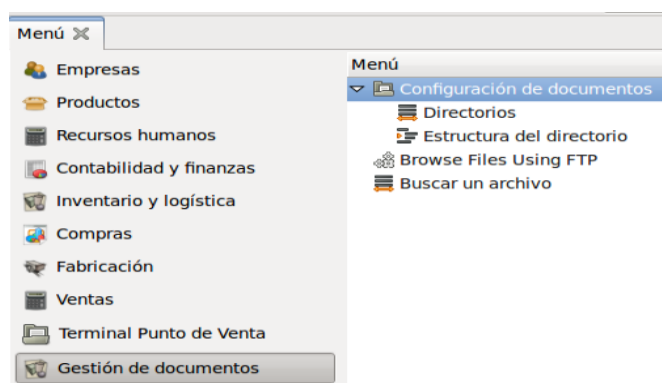 Menú
Empresas
Productos
Recursos humanos
Contabilidad y finanzas
Inventario y logística
Compras
Fabricación
Ventas
Terminal Punto de Venta
Gestión de documentos
Menú
Configuración de documentos
Directorios
Estructura del directorio
Browse Files Using FTP
Buscar un archivo